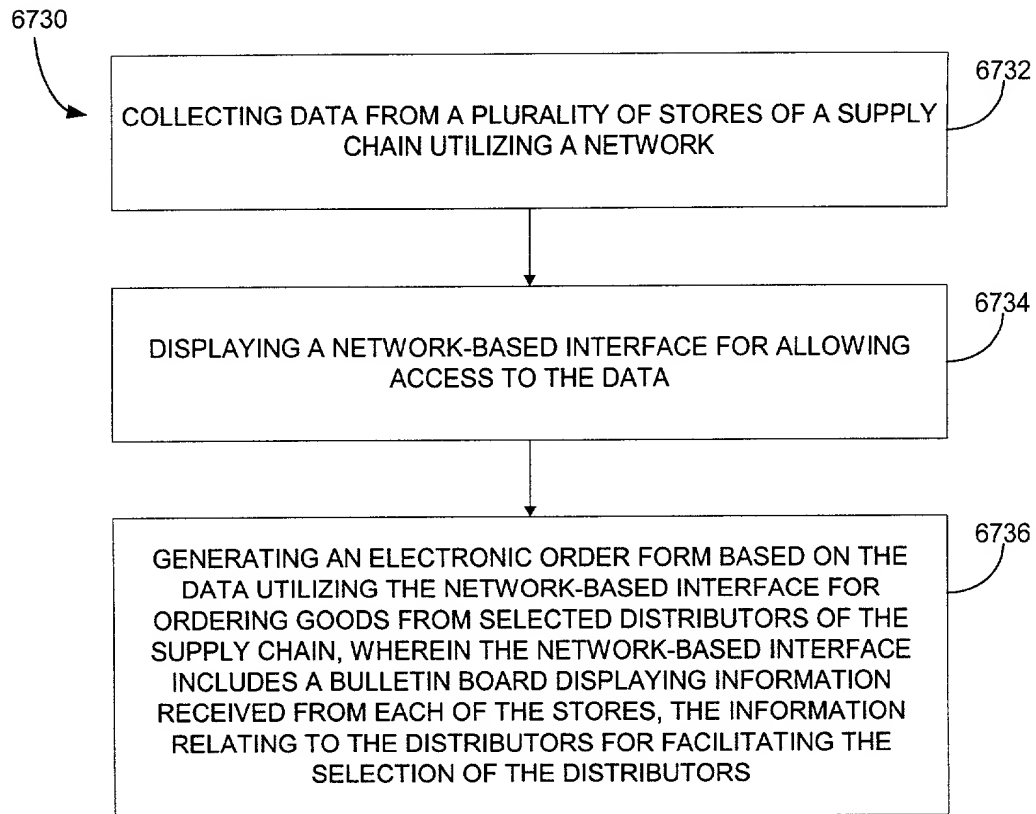 6730
6732
COLLECTING DATA FROM A PLURALITY OF STORES OF A SUPPLY
CHAIN UTILIZING A NETWORK
6734
DISPLAYING A NETWORK-BASED INTERFACE FOR ALLOWING
ACCESS TO THE DATA
6736
GENERATING AN ELECTRONIC ORDER FORM BASED ON THE
DATA UTILIZING THE NETWORK-BASED INTERFACE FOR
ORDERING GOODS FROM SELECTED DISTRIBUTORS OF THE
SUPPLY CHAIN, WHEREIN THE NETWORK-BASED INTERFACE
INCLUDES A BULLETIN BOARD DISPLAYING INFORMATION
RECEIVED FROM EACH OF THE STORES, THE INFORMATION
RELATING TO THE DISTRIBUTORS FOR FACILITATING THE
SELECTION OF THE DISTRIBUTORS